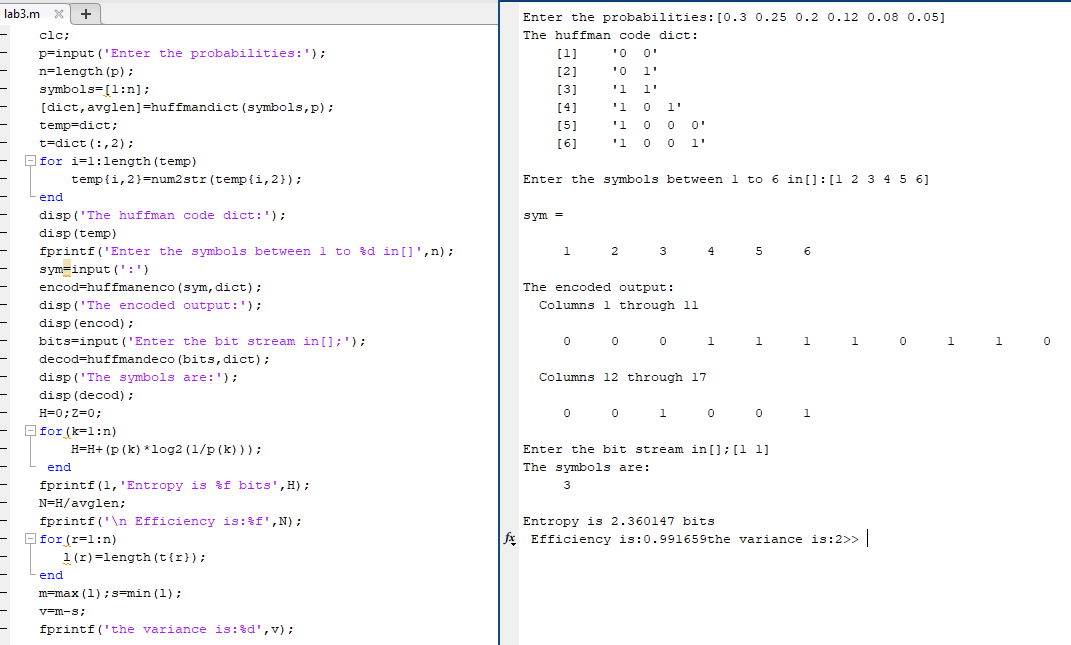 lab3.m
clc;
p=input('Enter the probabilities:');
n=length(p);
symbols=[1:n];
[dict,avglen]=huffmandict(symbols,p);
temp=dict;
t=dict(:,2);
for i=1:length(temp)
temp{i,2}=num2str(temp{i,2});
end
disp('The huffman code dict:');
disp(temp)
fprintf('Enter the symbols between 1 to %d in[]',n);
sym=input(':')
encod=huffmanenco(sym,dict);
disp('The encoded output:');
disp(encod);
bits=input('Enter the bit stream in[];');
decod=huffmandeco(bits,dict);
disp('The symbols are:');
disp(decod);
H=0;Z=0;
for(k=1:n)
H=H+(p(k)*log2(1/p(k)));
end
fprintf(1,'Entropy is %f bits',H);
N=H/avglen;
fprintf('\n Efficiency is:%f',N);
for(r=1:n)
l(r)=length(t{r});
end
m=max(l);s=min(l);
v=m-s;
fprintf('the variance is:%d',v);
Enter the probabilities:[0.3 0.25 0.2 0.12 0.08 0.05]
The huffman code dict:
[1] '0 0'
[2] '0 1'
[3] '1 1'
[4] '1 0 1'
[5] '1 0 0 0'
[6] '1 0 0 1'
Enter the symbols between 1 to 6 in[]:[1 2 3 4 5 6]
sym =
1 2 3 4 5 6
The encoded output:
Columns 1 through 11
0 0 0 1 1 1 1 0 1 1 0
Columns 12 through 17
0 0 1 0 0 1
Enter the bit stream in[];[1 1]
The symbols are:
3
Entropy is 2.360147 bits
fx Efficiency is:0.991659the variance is:2>>